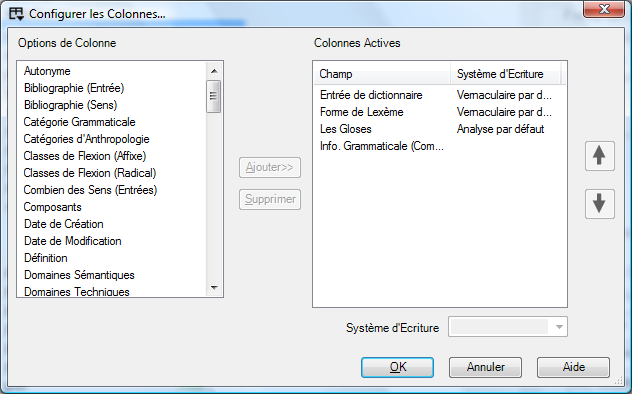 Configurer les Colonnes...
Options de Colonne
Autonyme
Bibliographie (Entrée)
Bibliographie (Sens)
Catégorie Grammaticale
Catégories d'Anthropologie
Classes de Flexion (Affixe)
Classes de Flexion (Radical)
Combien des Sens (Entrées)
Composants
Date de Création
Date de Modification
Définition
Domaines Sémantiques
Domaines Techniques
Ajouter>>
Supprimer
Colonnes Actives
Champ Système d'Ecriture
Entrée de dictionnaire Vernaculaire par d...
Forme de Lexème Vernaculaire par d...
Les Gloses Analyse par défaut
Info. Grammaticale (Com...
Système d'Ecriture
OK Annuler Aide